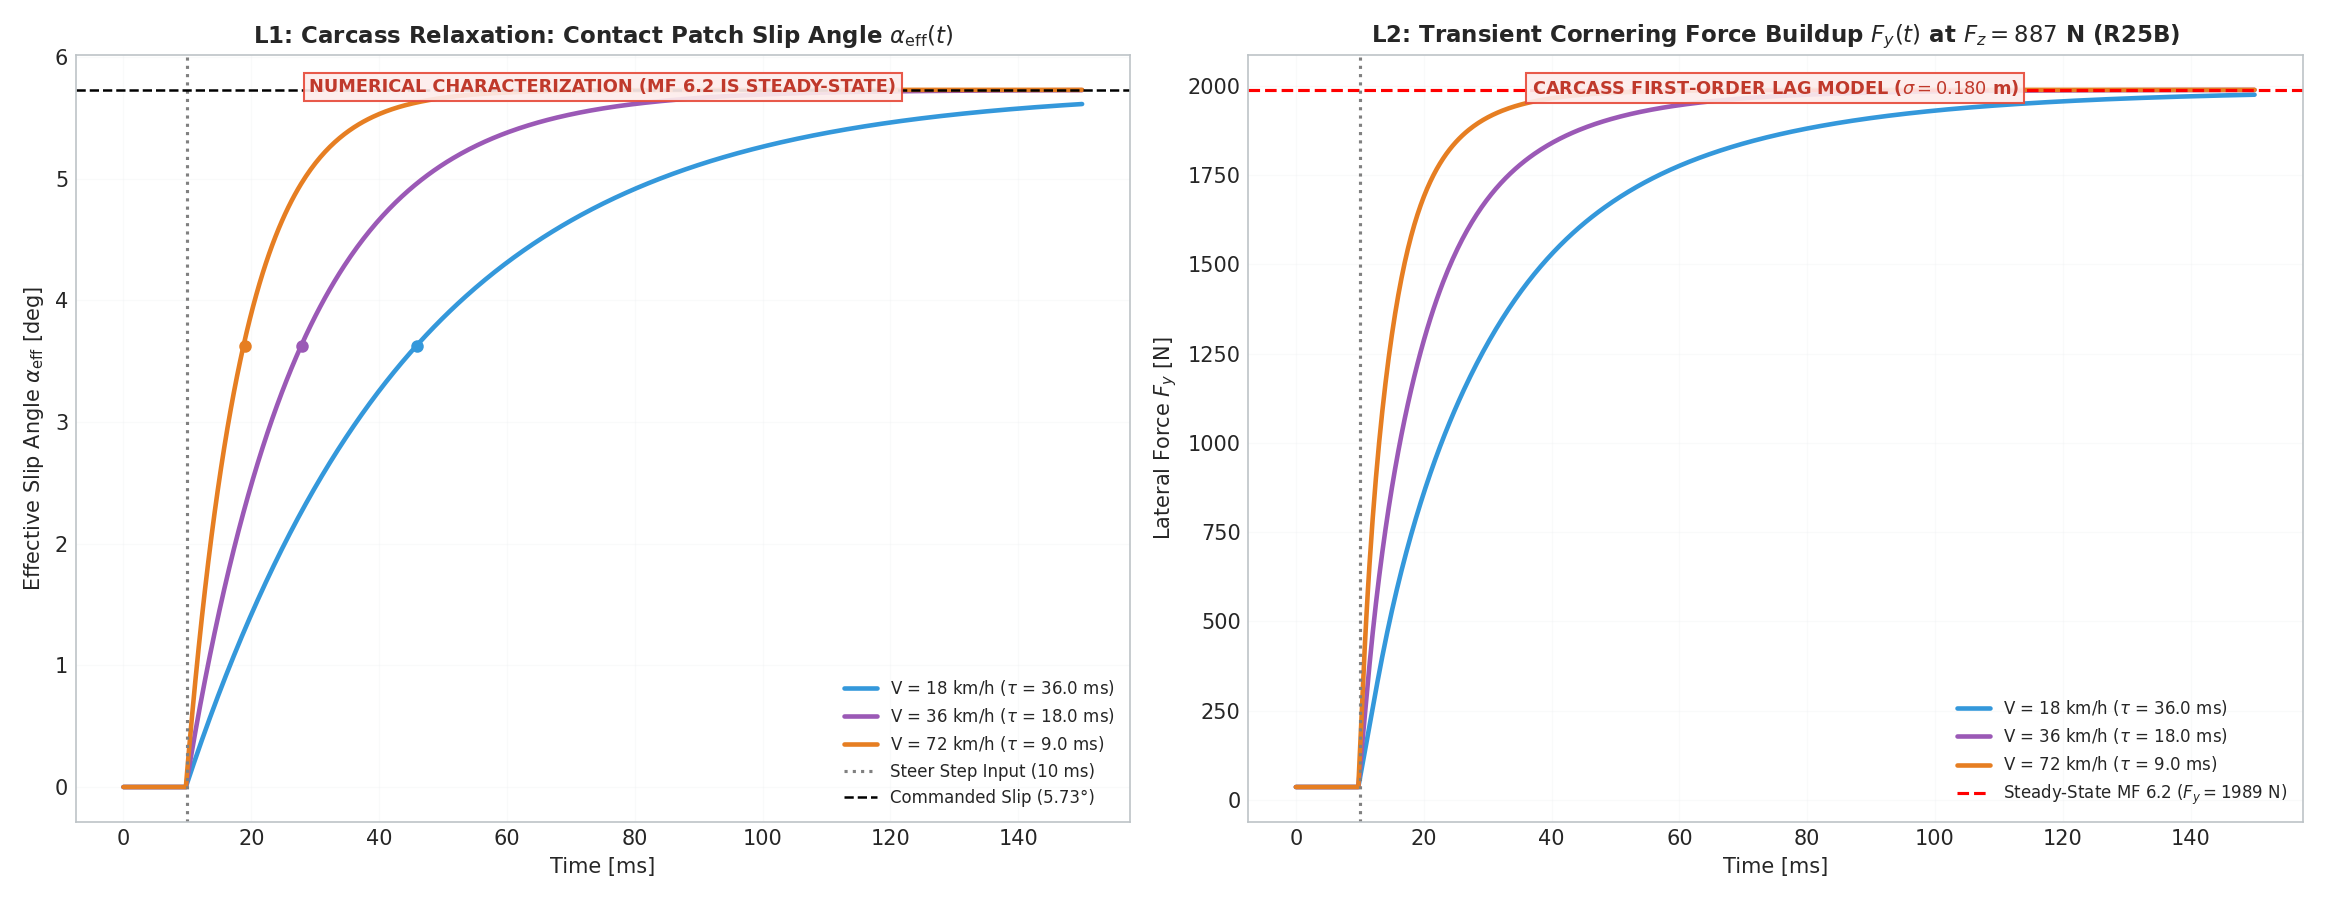 L1: Carcass Relaxation: Contact Patch Slip Angle α_eff(t)
NUMERICAL CHARACTERIZATION (MF 6.2 IS STEADY-STATE)
Effective Slip Angle α_eff [deg]
6
5
4
3
2
1
0
V = 18 km/h (τ = 36.0 ms)
V = 36 km/h (τ = 18.0 ms)
V = 72 km/h (τ = 9.0 ms)
Steer Step Input (10 ms)
Commanded Slip (5.73°)
0 20 40 60 80 100 120 140
Time [ms]
L2: Transient Cornering Force Buildup F_y(t) at F_z = 887 N (R25B)
CARCASS FIRST-ORDER LAG MODEL (σ = 0.180 m)
Lateral Force F_y [N]
2000
1750
1500
1250
1000
750
500
250
0
V = 18 km/h (τ = 36.0 ms)
V = 36 km/h (τ = 18.0 ms)
V = 72 km/h (τ = 9.0 ms)
Steady-State MF 6.2 (F_y = 1989 N)
0 20 40 60 80 100 120 140
Time [ms]